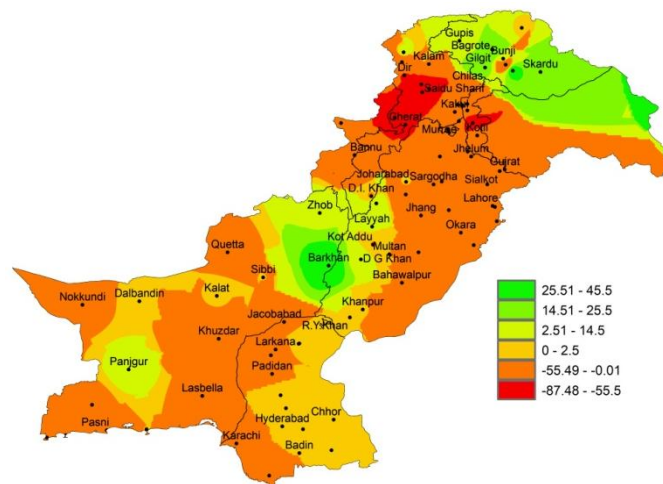 Gupis
Bagrote
Bunji
Kalam
Gilgit
Skardu
Dir
Chilas
Saidu Sharif
Kakul
Cherat
Kotli
Murree
Bannu
Jhelum
Gujrat
Joharabad
Sargodha
Sialkot
D.I. Khan
Lahore
Zhob
Jhang
Layyah
Okara
Kot Addu
Quetta
Multan
Barkhan
D G Khan
Sibbi
Bahawalpur
Nokkundi
Dalbandin
Kalat
Khanpur
Jacobabad
R.Y.Khan
Khuzdar
Larkana
Panjgur
Padidan
Lasbella
Pasni
Hyderabad
Chhor
Karachi
Badin
25.51 - 45.5
14.51 - 25.5
2.51 - 14.5
0 - 2.5
-55.49 - -0.01
-87.48 - -55.5